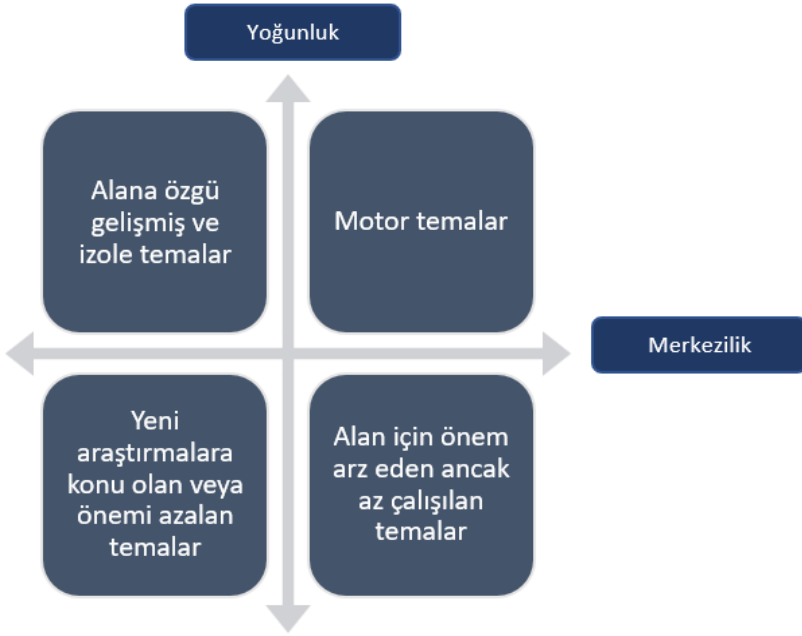 Yoğunluk
Alana özgü
gelişmiş ve
izole temalar
Motor temalar
Merkezilik
Yeni
araştırmalara
konu olan veya
önemi azalan
temalar
Alan için önem
arz eden ancak
az çalışılan
temalar